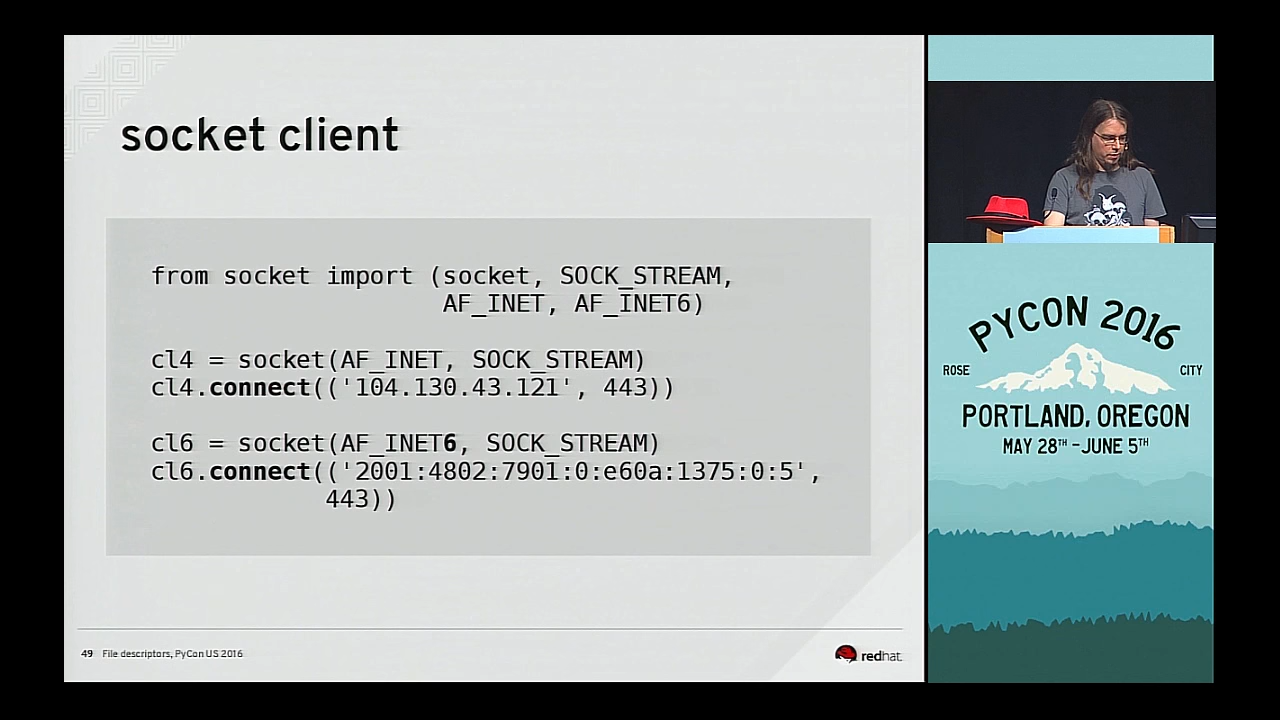 socket client
from socket import (socket, SOCK_STREAM,
AF_INET, AF_INET6)
cl4 = socket(AF_INET, SOCK_STREAM)
cl4.connect(('104.130.43.121', 443))
cl6 = socket(AF_INET6, SOCK_STREAM)
cl6.connect(('2001:4802:7901:0:e60a:1375:0:5',
443))
49 File descriptors, PyCon US 2016
redhat.
PYCON 2016
ROSE CITY
PORTLAND, OREGON
MAY 28TH - JUNE 5TH